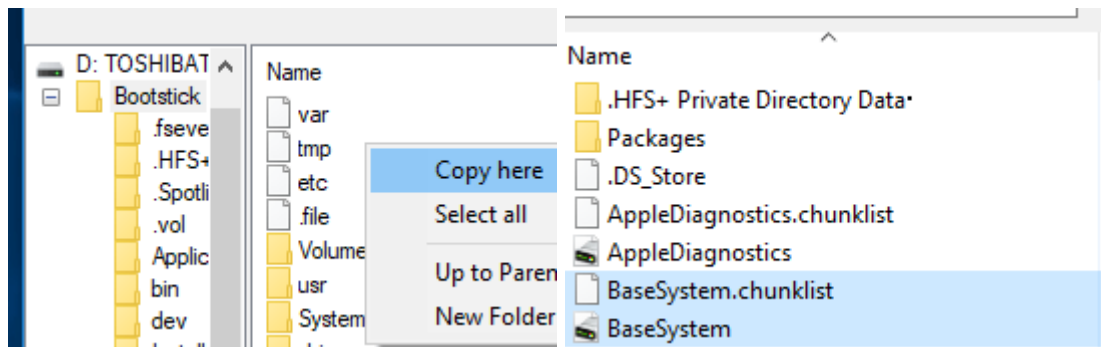 D: TOSHIBAT
Bootstick
.fseve
.HFS+
.Spotli
.vol
Applic
bin
dev
Name
var
tmp
etc
.file
Volume
usr
System
Copy here
Select all
Up to Paren
New Folder
Name
.HFS+ Private Directory Data
Packages
.DS_Store
AppleDiagnostics.chunklist
AppleDiagnostics
BaseSystem.chunklist
BaseSystem